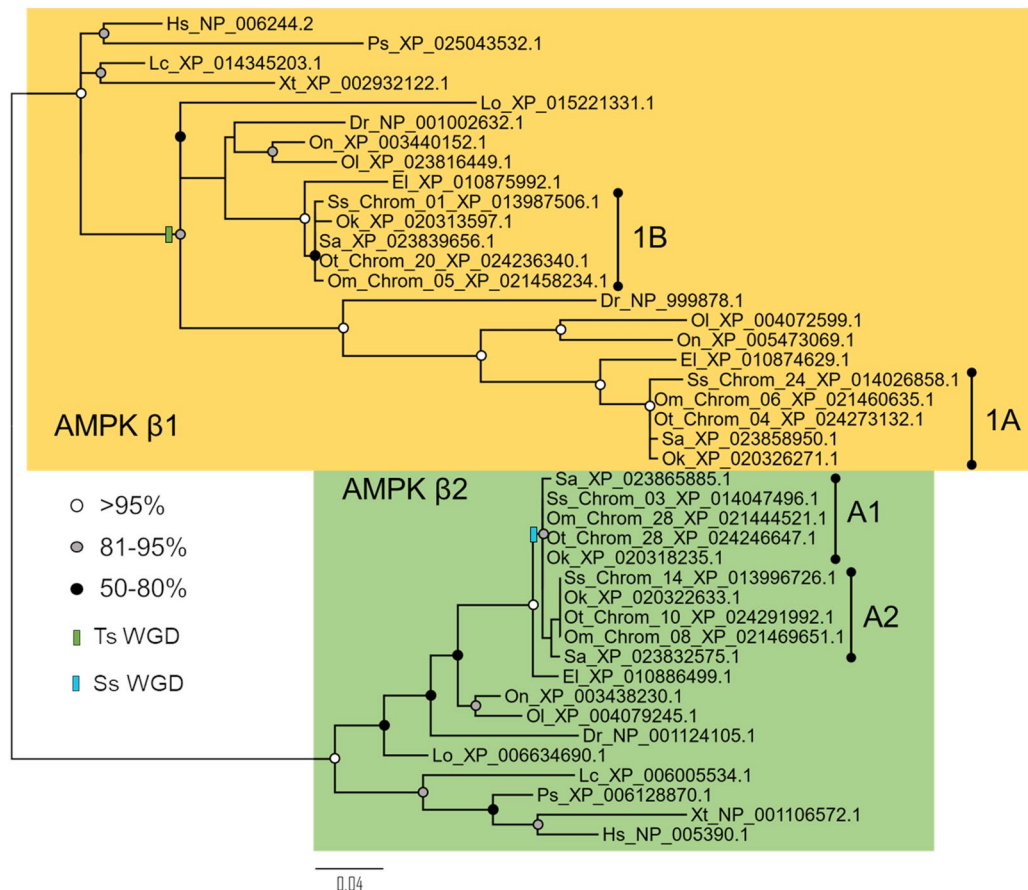 Hs_NP_006244.2
Ps_XP_025043532.1
Lc_XP_014345203.1
Xt_XP_002932122.1
Lo_XP_015221331.1
Dr_NP_001002632.1
On_XP_003440152.1
Ol_XP_023816449.1
El_XP_010875992.1
Ss_Chrom_01_XP_013987506.1
Ok_XP_020313597.1
Sa_XP_023839656.1
Ot_Chrom_20_XP_024236340.1
Om_Chrom_05_XP_021458234.1
1B
Dr_NP_999878.1
Ol_XP_004072599.1
On_XP_005473069.1
El_XP_010874629.1
Ss_Chrom_24_XP_014026858.1
Om_Chrom_06_XP_021460635.1
Ot_Chrom_04_XP_024273132.1
Sa_XP_023858950.1
Ok_XP_020326271.1
1A
AMPK β1
AMPK β2
Sa_XP_023865885.1
Ss_Chrom_03_XP_014047496.1
Om_Chrom_28_XP_021444521.1
Ot_Chrom_28_XP_024246647.1
Ok_XP_020318235.1
A1
Ss_Chrom_14_XP_013996726.1
Ok_XP_020322633.1
Ot_Chrom_10_XP_024291992.1
Om_Chrom_08_XP_021469651.1
Sa_XP_023832575.1
A2
El_XP_010886499.1
On_XP_003438230.1
Ol_XP_004079245.1
Dr_NP_001124105.1
Lo_XP_006634690.1
Lc_XP_006005534.1
Ps_XP_006128870.1
Xt_NP_001106572.1
Hs_NP_005390.1
>95%
81-95%
50-80%
Ts WGD
Ss WGD
0.04